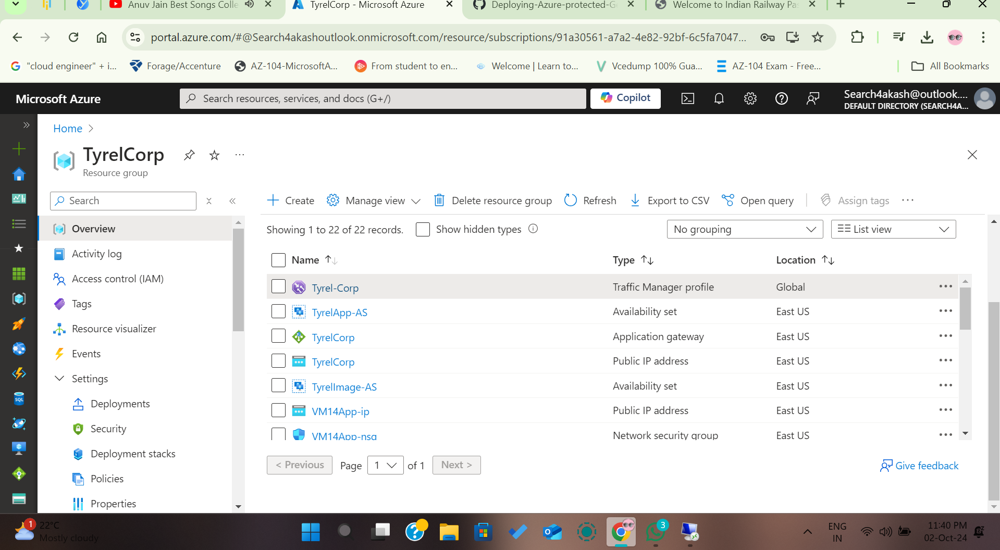 Anuv Jain Best Songs Colle
TyrelCorp - Microsoft Azure
Deploying-Azure-protected-G
Welcome to Indian Railway Pas
portal.azure.com/#@Search4akashoutlook.onmicrosoft.com/resource/subscriptions/91a30561-a7a2-4e82-92bf-6c5fa7047...
"cloud engineer" + i...
Forage/Accenture
AZ-104-MicrosoftA...
From student to en...
Welcome | Learn to...
Vcedump 100% Gua...
AZ-104 Exam - Free...
All Bookmarks
Microsoft Azure
Search resources, services, and docs (G+/)
Copilot
Search4akash@outlook....
DEFAULT DIRECTORY (SEARCH4A...
Home
TyrelCorp
Resource group
Search
Create
Manage view
Delete resource group
Refresh
Export to CSV
Open query
Assign tags
Overview
Activity log
Access control (IAM)
Tags
Resource visualizer
Events
Settings
Deployments
Security
Deployment stacks
Policies
Properties
SQL
Showing 1 to 22 of 22 records.
Show hidden types
No grouping
List view
Name Type Location
Tyrel-Corp Traffic Manager profile Global
TyrelApp-AS Availability set East US
TyrelCorp Application gateway East US
TyrelCorp Public IP address East US
TyrelImage-AS Availability set East US
VM14App-ip Public IP address East US
VM14App-nsg Network security group East US
< Previous Page 1 of 1 Next >
Give feedback
1
22°C
Mostly cloudy
3
ENG
IN
11:40 PM
02-Oct-24